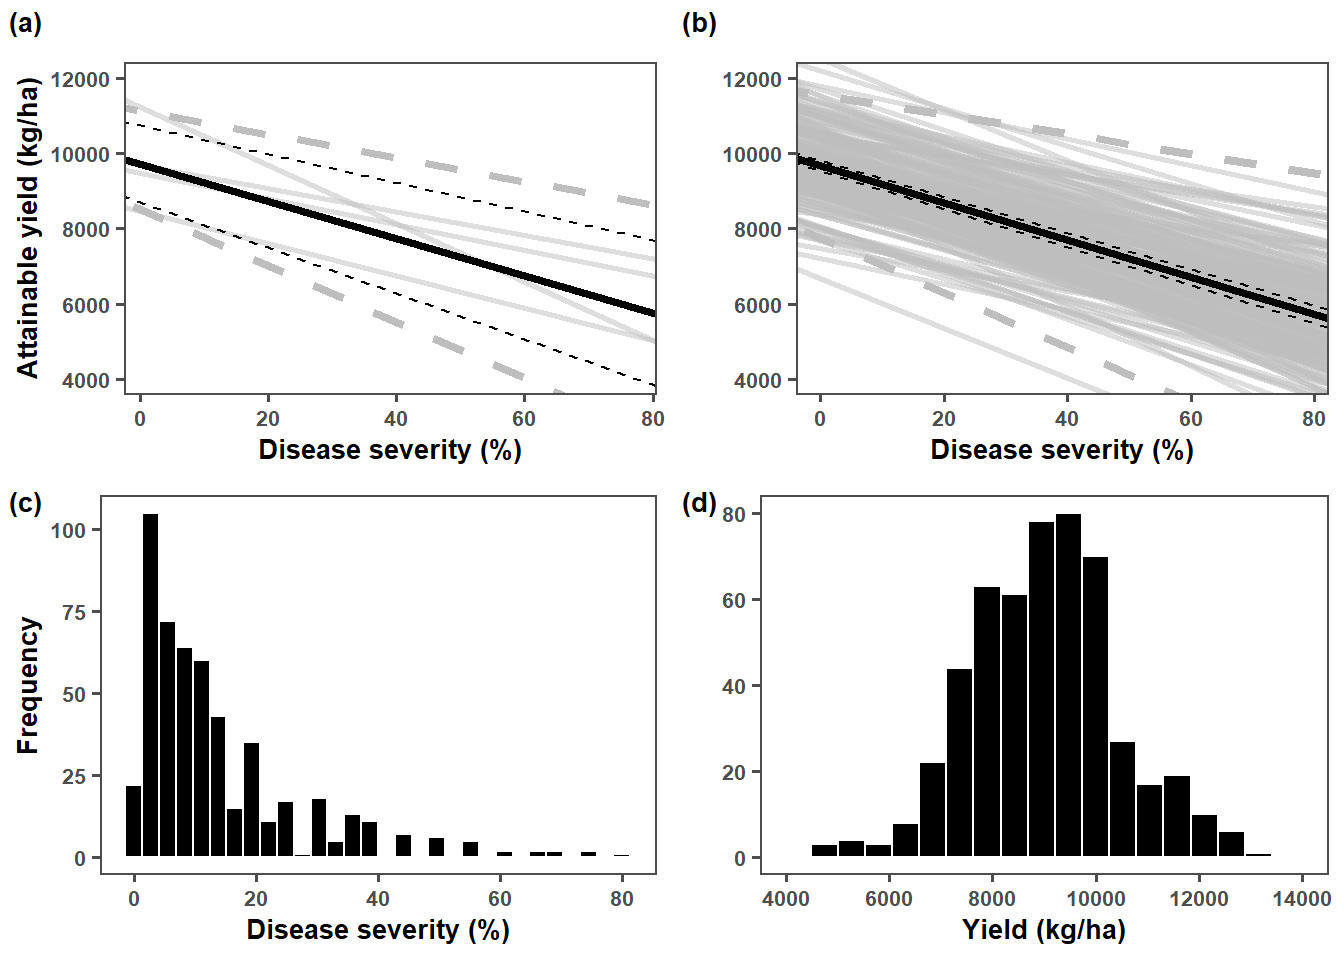 (a)
Attainable yield (kg/ha)
12000
10000
8000
6000
4000
0 20 40 60 80
Disease severity (%)
(b)
12000
10000
8000
6000
4000
0 20 40 60 80
Disease severity (%)
(c)
Frequency
100
75
50
25
0
0 20 40 60 80
Disease severity (%)
(d)
80
60
40
20
0
4000 6000 8000 10000 12000 14000
Yield (kg/ha)